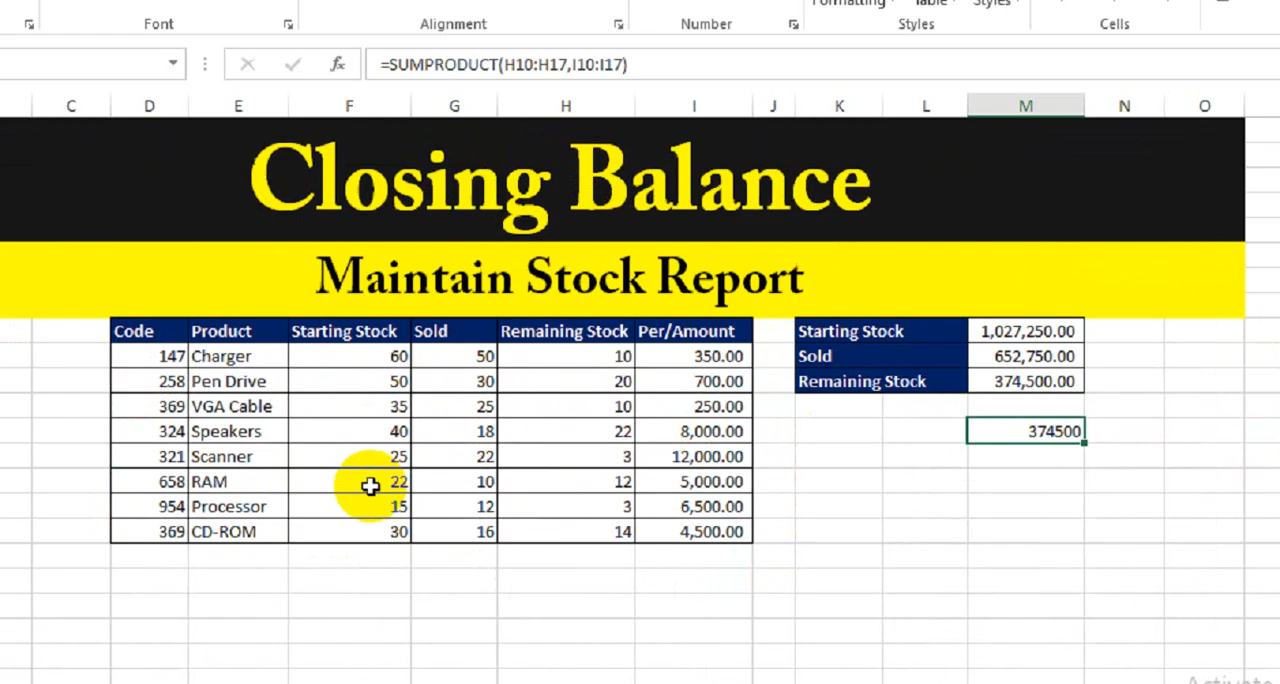 Formatting Table Styles
Font Alignment Number Styles Cells
fx =SUMPRODUCT(H10:H17,I10:I17)
C D E F G H I J K L M N O
Closing Balance
Maintain Stock Report
Code Product Starting Stock Sold Remaining Stock Per/Amount Starting Stock 1,027,250.00
147 Charger 60 50 10 350.00 Sold 652,750.00
258 Pen Drive 50 30 20 700.00 Remaining Stock 374,500.00
369 VGA Cable 35 25 10 250.00
324 Speakers 40 18 22 8,000.00 374500
321 Scanner 25 22 3 12,000.00
658 RAM 22 10 12 5,000.00
954 Processor 15 12 3 6,500.00
369 CD-ROM 30 16 14 4,500.00
Activate